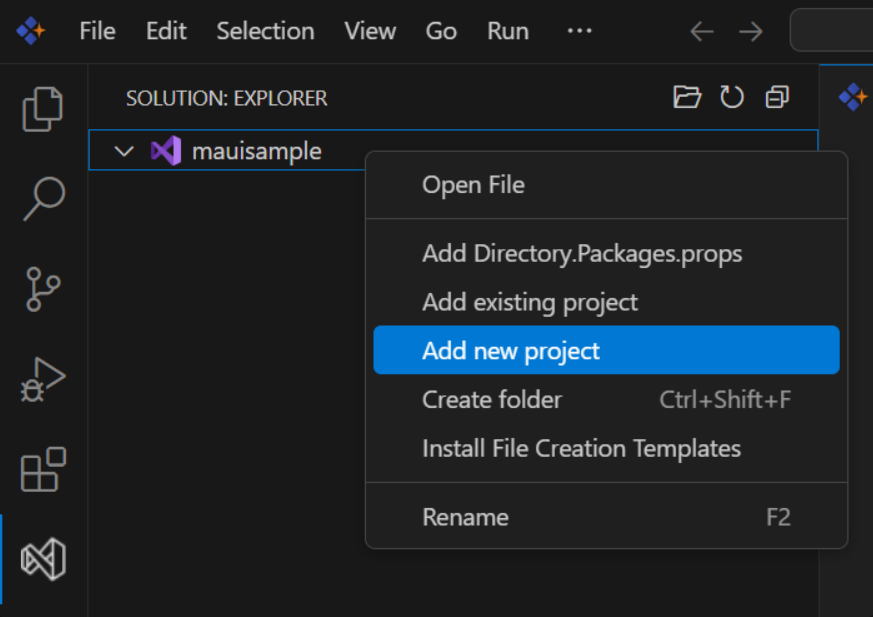 File Edit Selection View Go Run ···
SOLUTION: EXPLORER
mauisample
Open File
Add Directory.Packages.props
Add existing project
Add new project
Create folder Ctrl+Shift+F
Install File Creation Templates
Rename F2